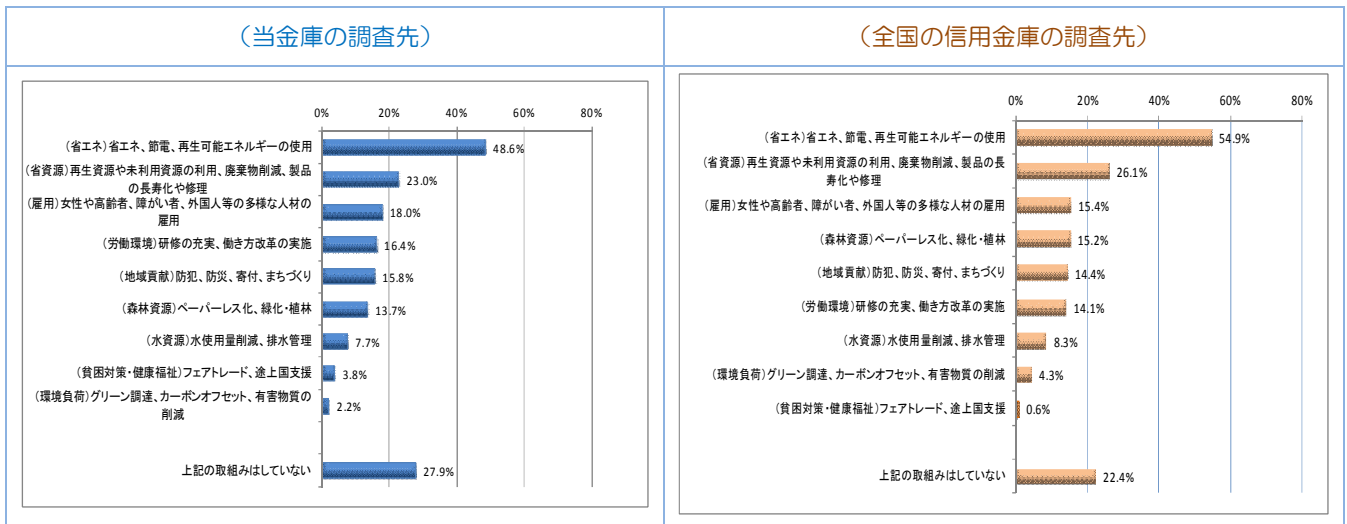 (当金庫の調査先)
(全国の信用金庫の調査先)
0% 20% 40% 60% 80%
(省エネ)省エネ、節電、再生可能エネルギーの使用
48.6%
(省資源)再生資源や未利用資源の利用、廃棄物削減、製品
の長寿化や修理
23.0%
(雇用)女性や高齢者、障がい者、外国人等の多様な人材の
雇用
18.0%
(労働環境)研修の充実、働き方改革の実施
16.4%
(地域貢献)防犯、防災、寄付、まちづくり
15.8%
(森林資源)ペーパーレス化、緑化・植林
13.7%
(水資源)水使用量削減、排水管理
7.7%
(貧困対策・健康福祉)フェアトレード、途上国支援
3.8%
(環境負荷)グリーン調達、カーボンオフセット、有害物質の
削減
2.2%
上記の取組みはしていない
27.9%
0% 20% 40% 60% 80%
(省エネ)省エネ、節電、再生可能エネルギーの使用
54.9%
(省資源)再生資源や未利用資源の利用、廃棄物削減、製品の長
寿化や修理
26.1%
(雇用)女性や高齢者、障がい者、外国人等の多様な人材の雇用
15.4%
(森林資源)ペーパーレス化、緑化・植林
15.2%
(地域貢献)防犯、防災、寄付、まちづくり
14.4%
(労働環境)研修の充実、働き方改革の実施
14.1%
(水資源)水使用量削減、排水管理
8.3%
(環境負荷)グリーン調達、カーボンオフセット、有害物質の削減
4.3%
(貧困対策・健康福祉)フェアトレード、途上国支援
0.6%
上記の取組みはしていない
22.4%